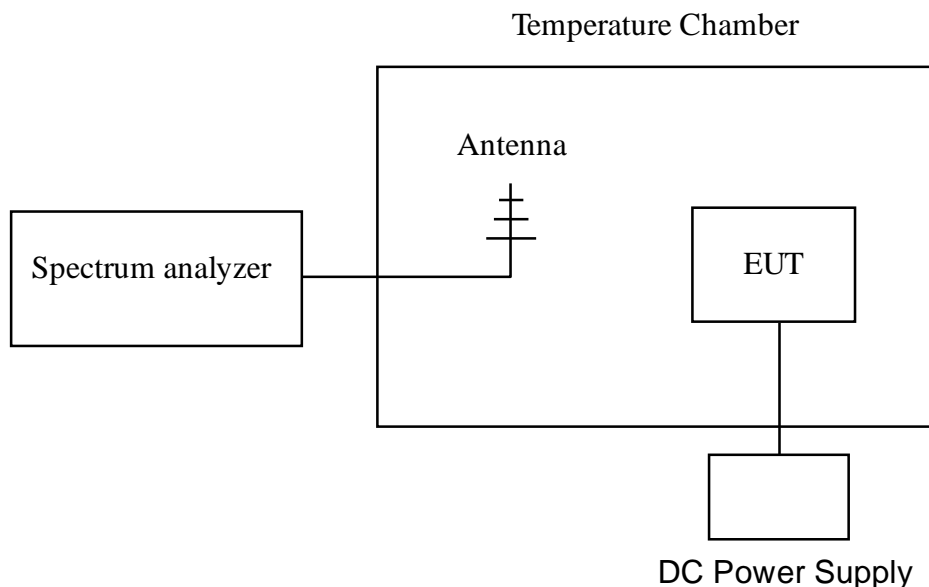 Temperature Chamber
Antenna
Spectrum analyzer
EUT
DC Power Supply